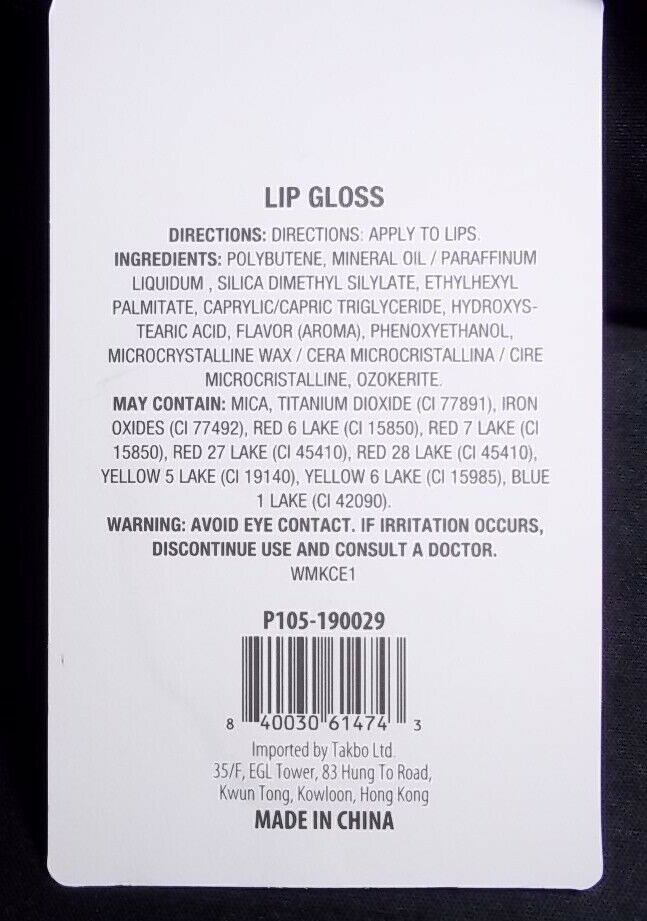 LIP GLOSS
DIRECTIONS: DIRECTIONS: APPLY TO LIPS.
INGREDIENTS: POLYBUTENE, MINERAL OIL / PARAFFINUM
LIQUIDUM , SILICA DIMETHYL SILYLATE, ETHYLHEXYL
PALMITATE, CAPRYLIC/CAPRIC TRIGLYCERIDE, HYDROXYS-
TEARIC ACID, FLAVOR (AROMA), PHENOXYETHANOL,
MICROCRYSTALLINE WAX / CERA MICROCRISTALLINA / CIRE
MICROCRISTALLINE, OZOKERITE.
MAY CONTAIN: MICA, TITANIUM DIOXIDE (CI 77891), IRON
OXIDES (CI 77492), RED 6 LAKE (CI 15850), RED 7 LAKE (CI
15850), RED 27 LAKE (CI 45410), RED 28 LAKE (CI 45410),
YELLOW 5 LAKE (CI 19140), YELLOW 6 LAKE (CI 15985), BLUE
1 LAKE (CI 42090).
WARNING: AVOID EYE CONTACT. IF IRRITATION OCCURS,
DISCONTINUE USE AND CONSULT A DOCTOR.
WMKCE1
P105-190029
8 40030 61474 3
Imported by Takbo Ltd.
35/F, EGL Tower, 83 Hung To Road,
Kwun Tong, Kowloon, Hong Kong
MADE IN CHINA